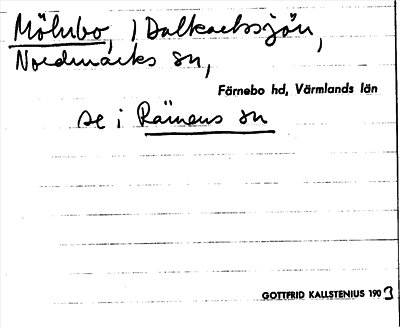 Mölnbo, i Dalkarlssjön,
Nordmarks sn,
Färnebo hd, Värmlands län
se i Rämens sn
GOTTFRID KALLSTENIUS 1903